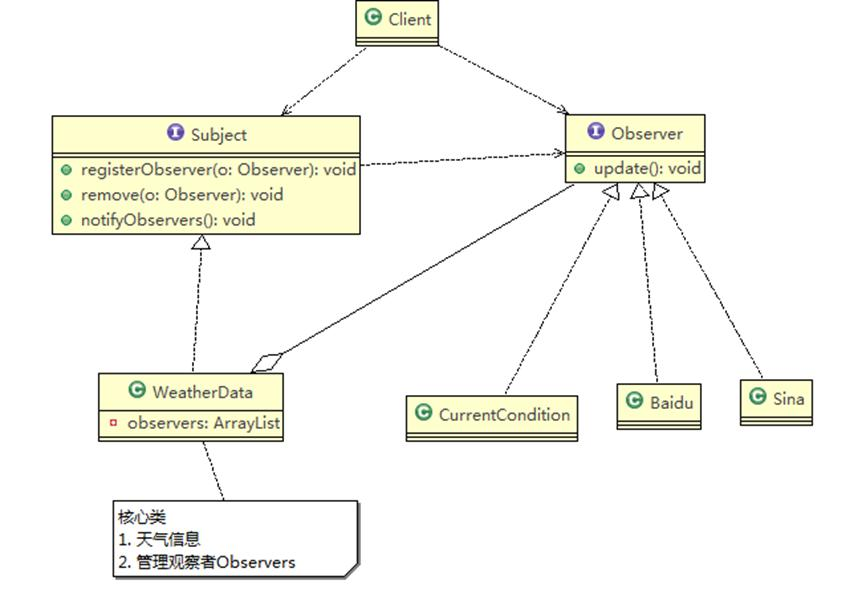 Client
Subject
registerObserver(o: Observer): void
remove(o: Observer): void
notifyObservers(): void
Observer
update(): void
WeatherData
observers: ArrayList
CurrentCondition
Baidu
Sina
核心类
1. 天气信息
2. 管理观察者Observers